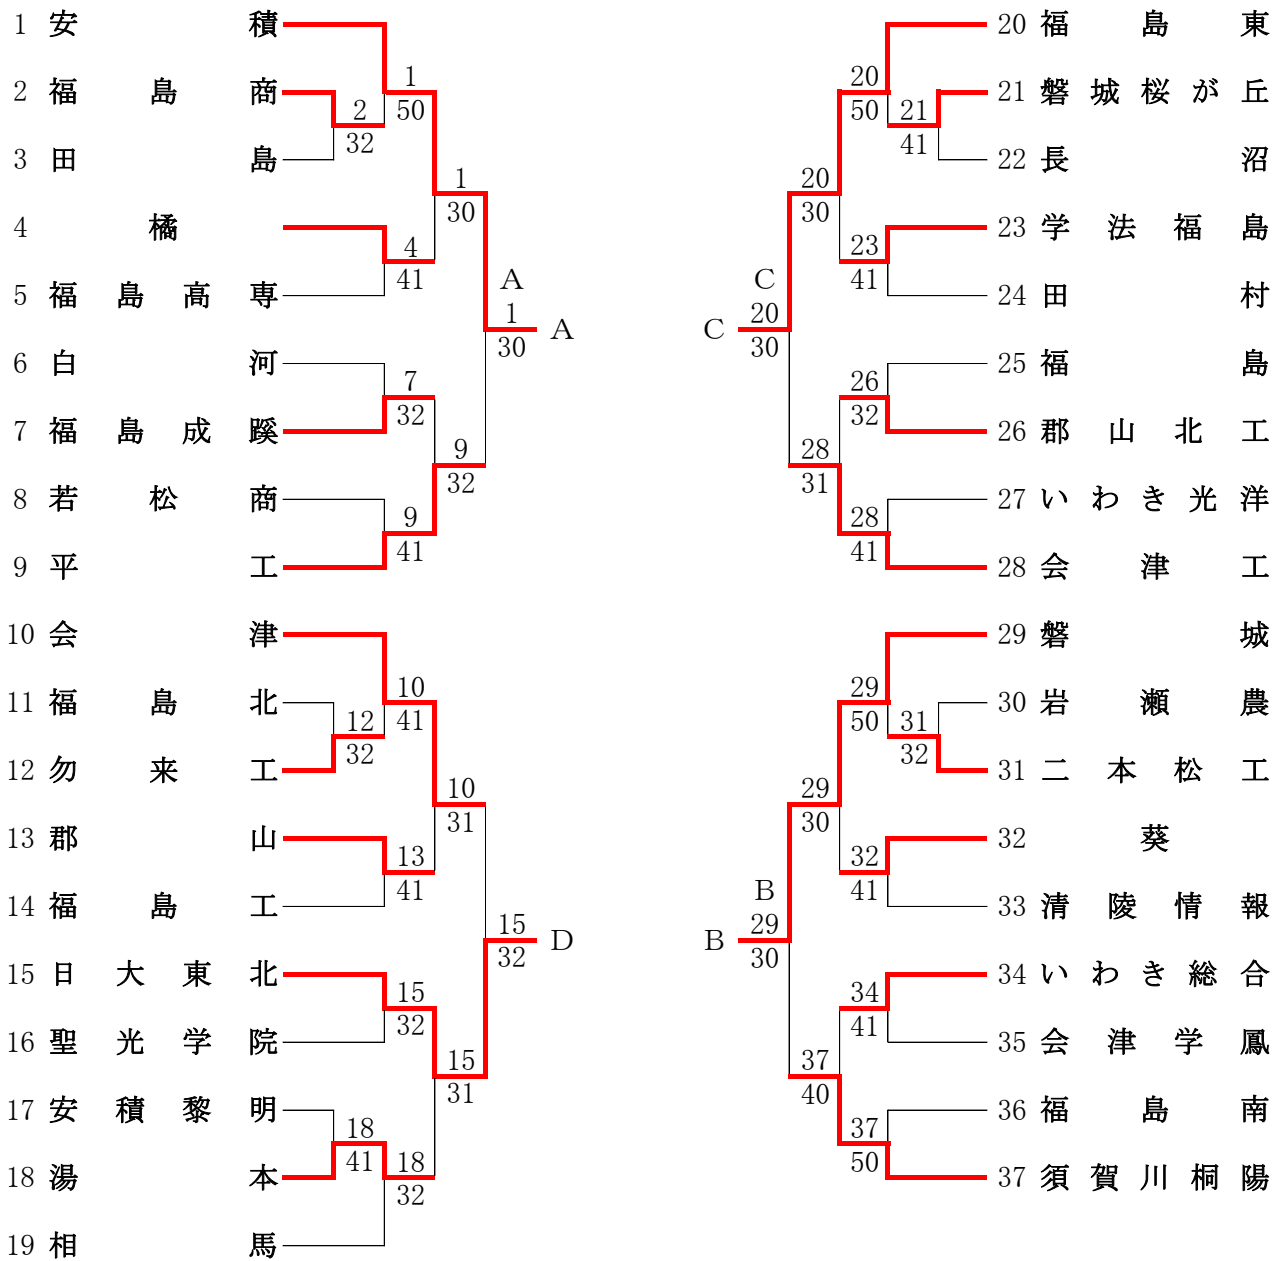 1 安積
2 福島商
3 田島
4 橘
5 福島高専
6 白河
7 福島成蹊
8 若松商
9 平工
10 会津
11 福島北
12 勿来工
13 郡山
14 福島工
15 日大東北
16 聖光学院
17 安積黎明
18 湯本
19 相馬
1
50
2
32
1
30
4
41
A
1
30
A
7
32
9
32
9
41
10
41
12
32
10
31
13
41
15
32
D
15
32
15
31
18
41
18
32
20 福島東
21 磐城桜が丘
22 長沼
23 学法福島
24 田村
25 福島
26 郡山北工
27 いわき光洋
28 会津工
29 磐城
30 岩瀬農
31 二本松工
32 葵
33 清陵情報
34 いわき総合
35 会津学鳳
36 福島南
37 須賀川桐陽
20
50
21
41
20
30
23
41
C
20
30
C
26
32
28
31
28
41
29
50
31
32
29
30
32
41
B
29
30
B
34
41
37
40
37
50